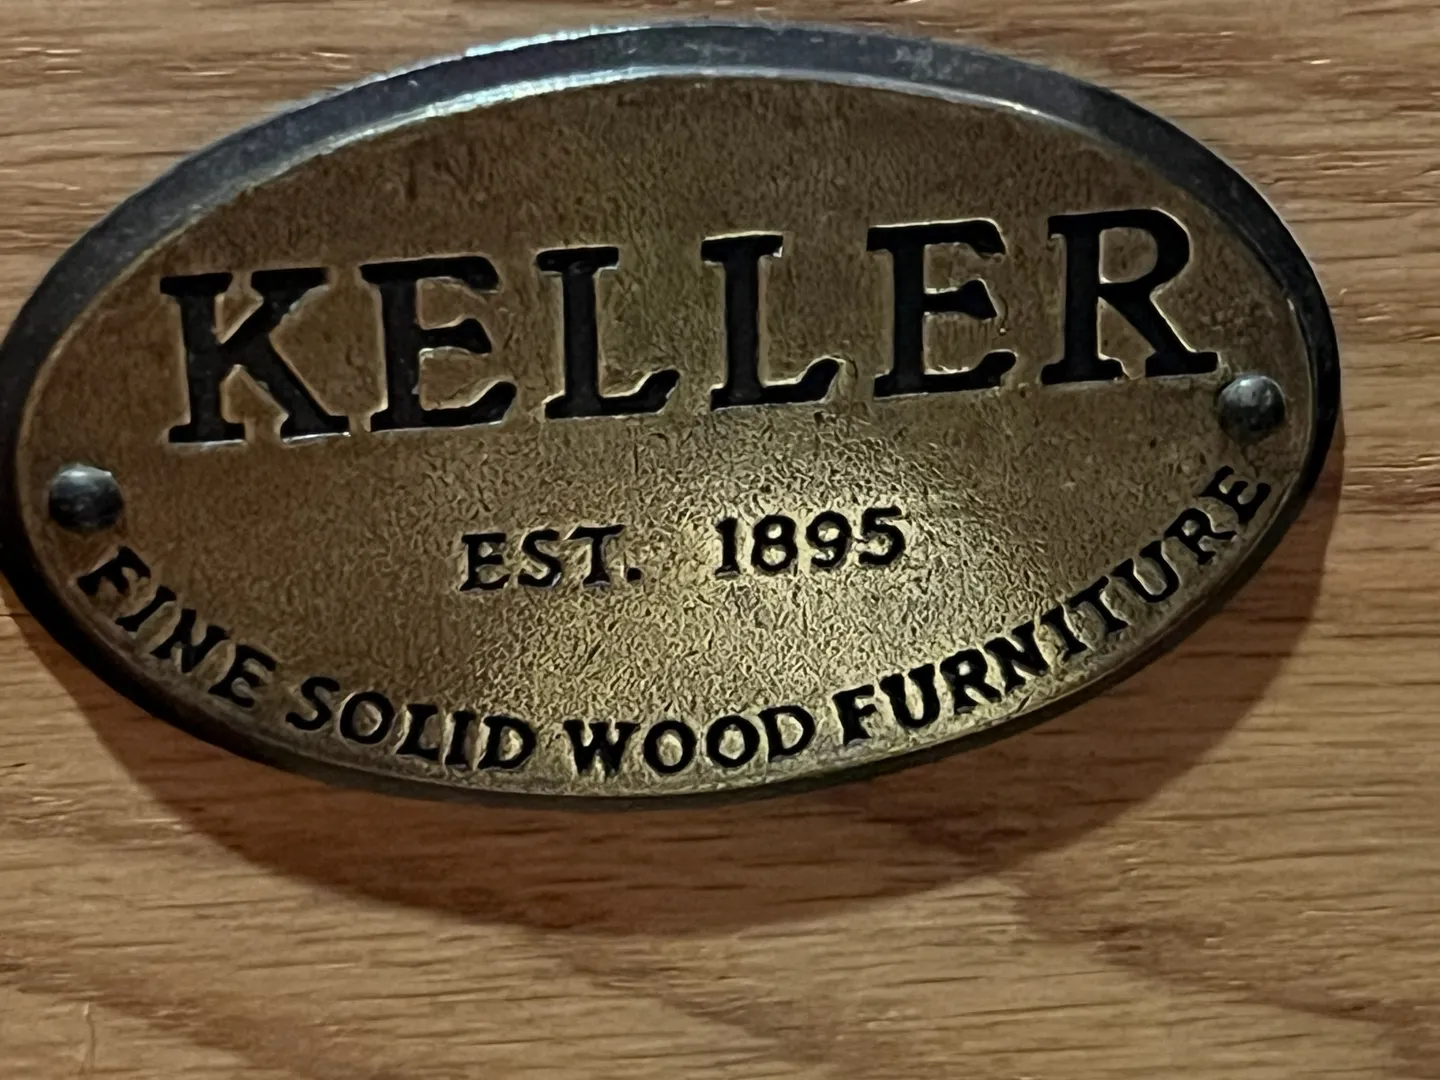 KELLER
EST. 1895
FINE SOLID WOOD FURNITURE